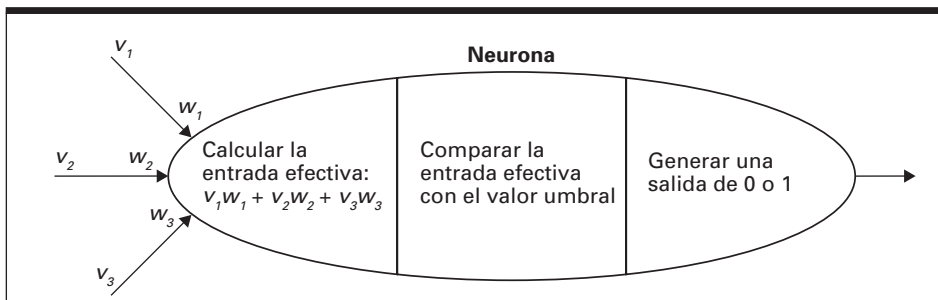 Neurona
v₁
w₁
v₂
w₂
w₃
v₃
Calcular la
entrada efectiva:
v₁w₁ + v₂w₂ + v₃w₃
Comparar la
entrada efectiva
con el valor umbral
Generar una
salida de 0 o 1